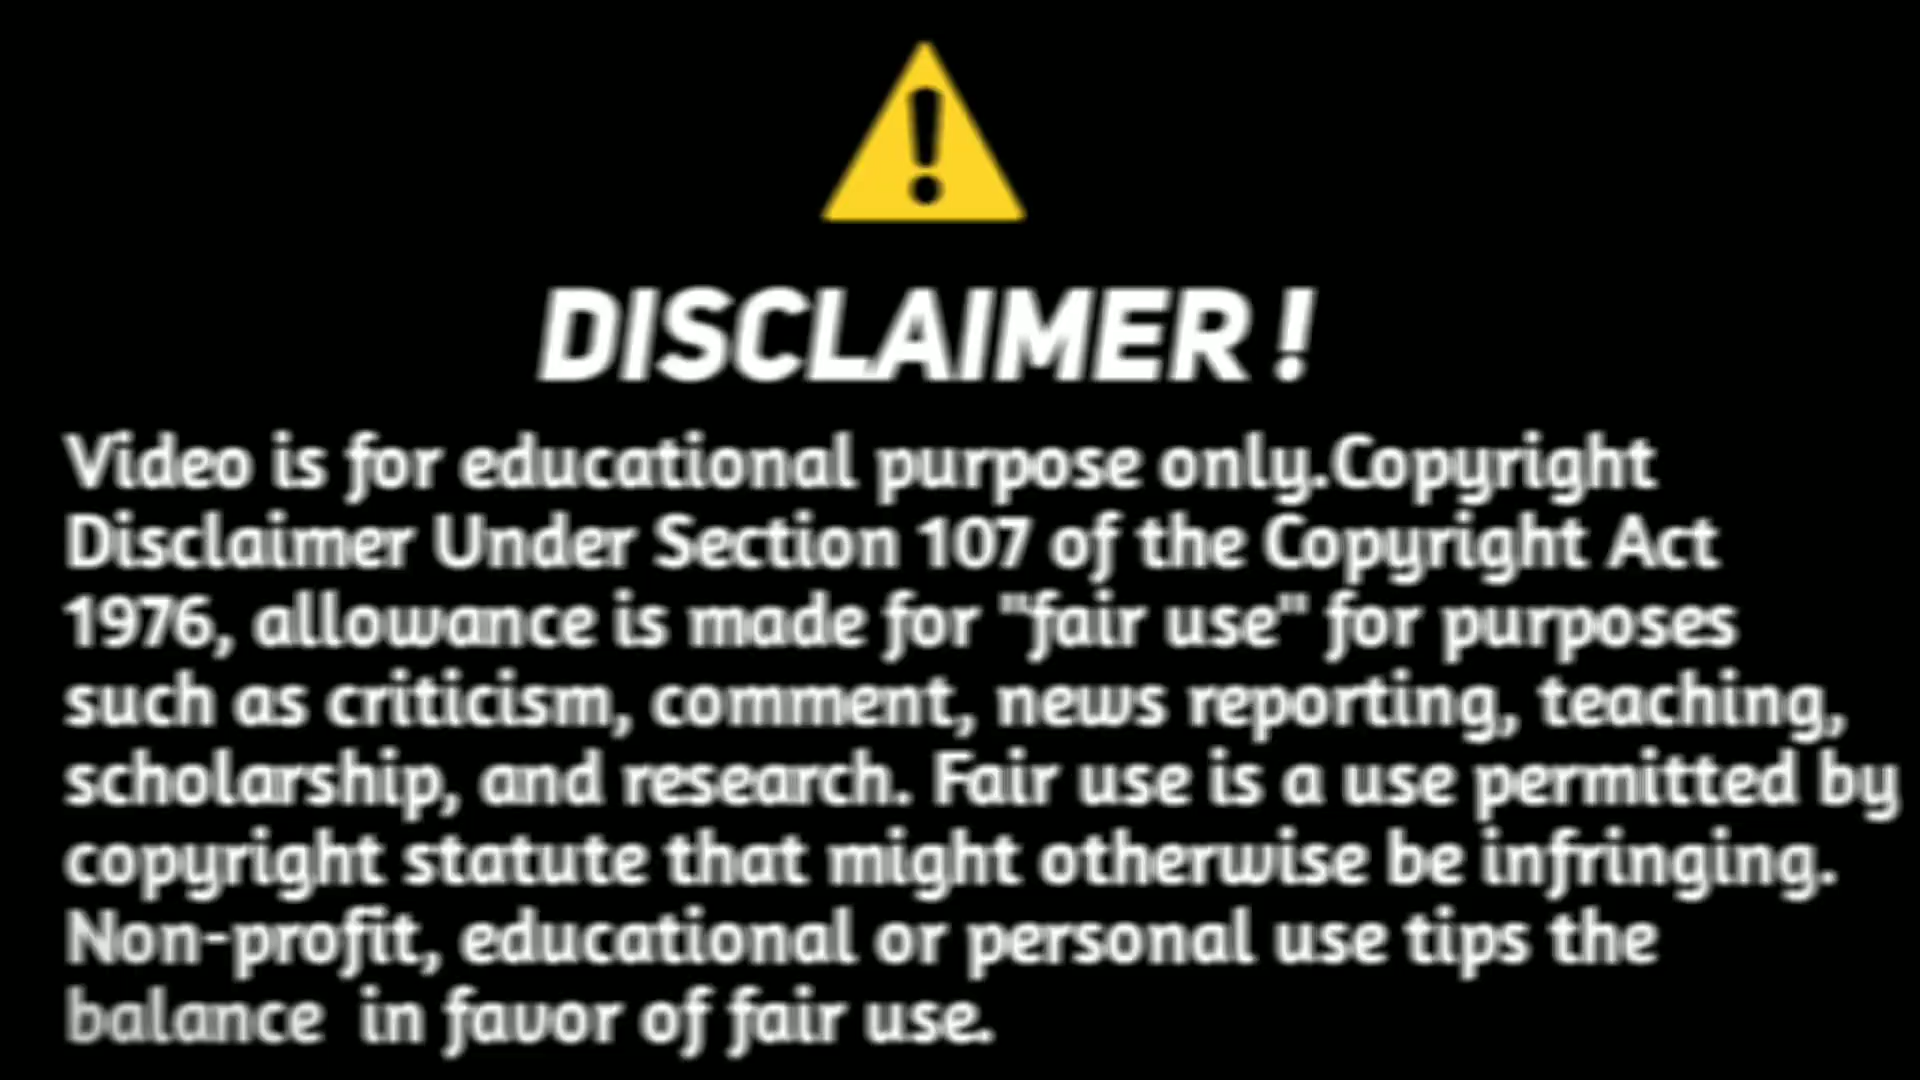 DISCLAIMER !
Video is for educational purpose only.Copyright
Disclaimer Under Section 107 of the Copyright Act
1976, allowance is made for "fair use" for purposes
such as criticism, comment, news reporting, teaching,
scholarship, and research. Fair use is a use permitted by
copyright statute that might otherwise be infringing.
Non-profit, educational or personal use tips the
balance  in favor of fair use.